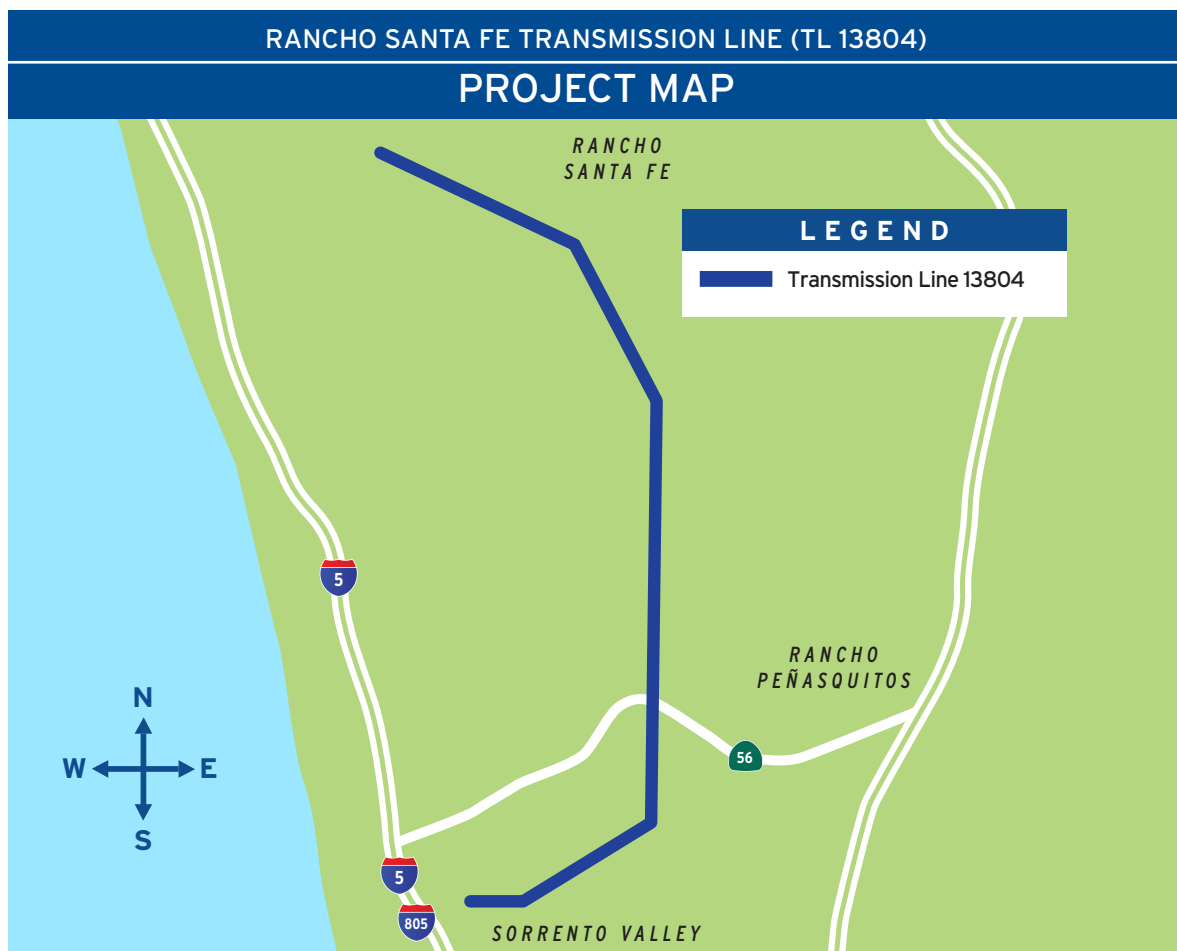 RANCHO SANTA FE TRANSMISSION LINE (TL 13804)
PROJECT MAP
RANCHO
SANTA FE
LEGEND
Transmission Line 13804
5
RANCHO
PEÑASQUITOS
N
W E
S
56
5
805
SORRENTO VALLEY